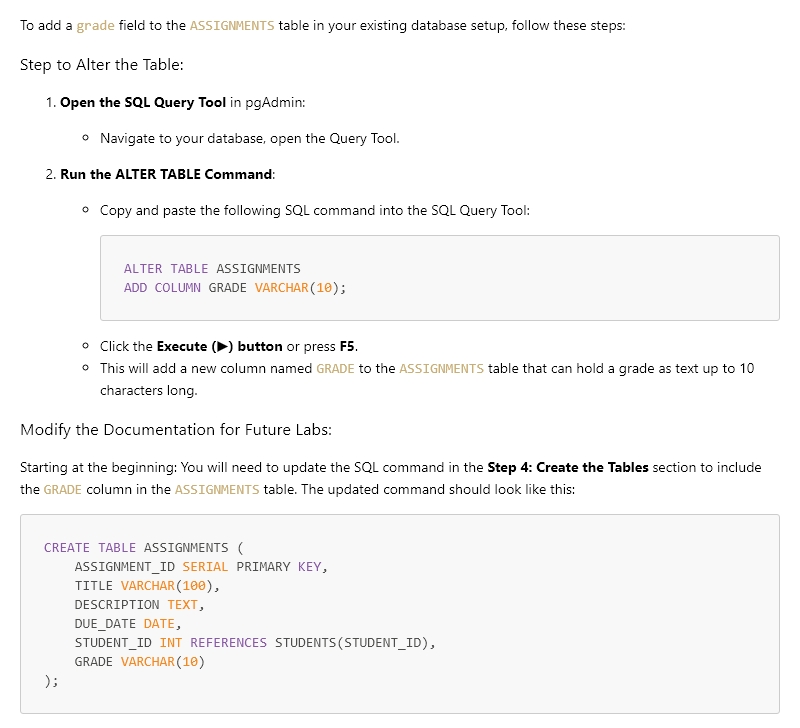 To add a grade field to the ASSIGNMENTS table in your existing database setup, follow these steps:
Step to Alter the Table:
1. Open the SQL Query Tool in pgAdmin:
○ Navigate to your database, open the Query Tool.
2. Run the ALTER TABLE Command:
○ Copy and paste the following SQL command into the SQL Query Tool:
ALTER TABLE ASSIGNMENTS
ADD COLUMN GRADE VARCHAR(10);
○ Click the Execute (▶) button or press F5.
○ This will add a new column named GRADE to the ASSIGNMENTS table that can hold a grade as text up to 10
characters long.
Modify the Documentation for Future Labs:
Starting at the beginning: You will need to update the SQL command in the Step 4: Create the Tables section to include
the GRADE column in the ASSIGNMENTS table. The updated command should look like this:
CREATE TABLE ASSIGNMENTS (
    ASSIGNMENT_ID SERIAL PRIMARY KEY,
    TITLE VARCHAR(100),
    DESCRIPTION TEXT,
    DUE_DATE DATE,
    STUDENT_ID INT REFERENCES STUDENTS(STUDENT_ID),
    GRADE VARCHAR(10)
);